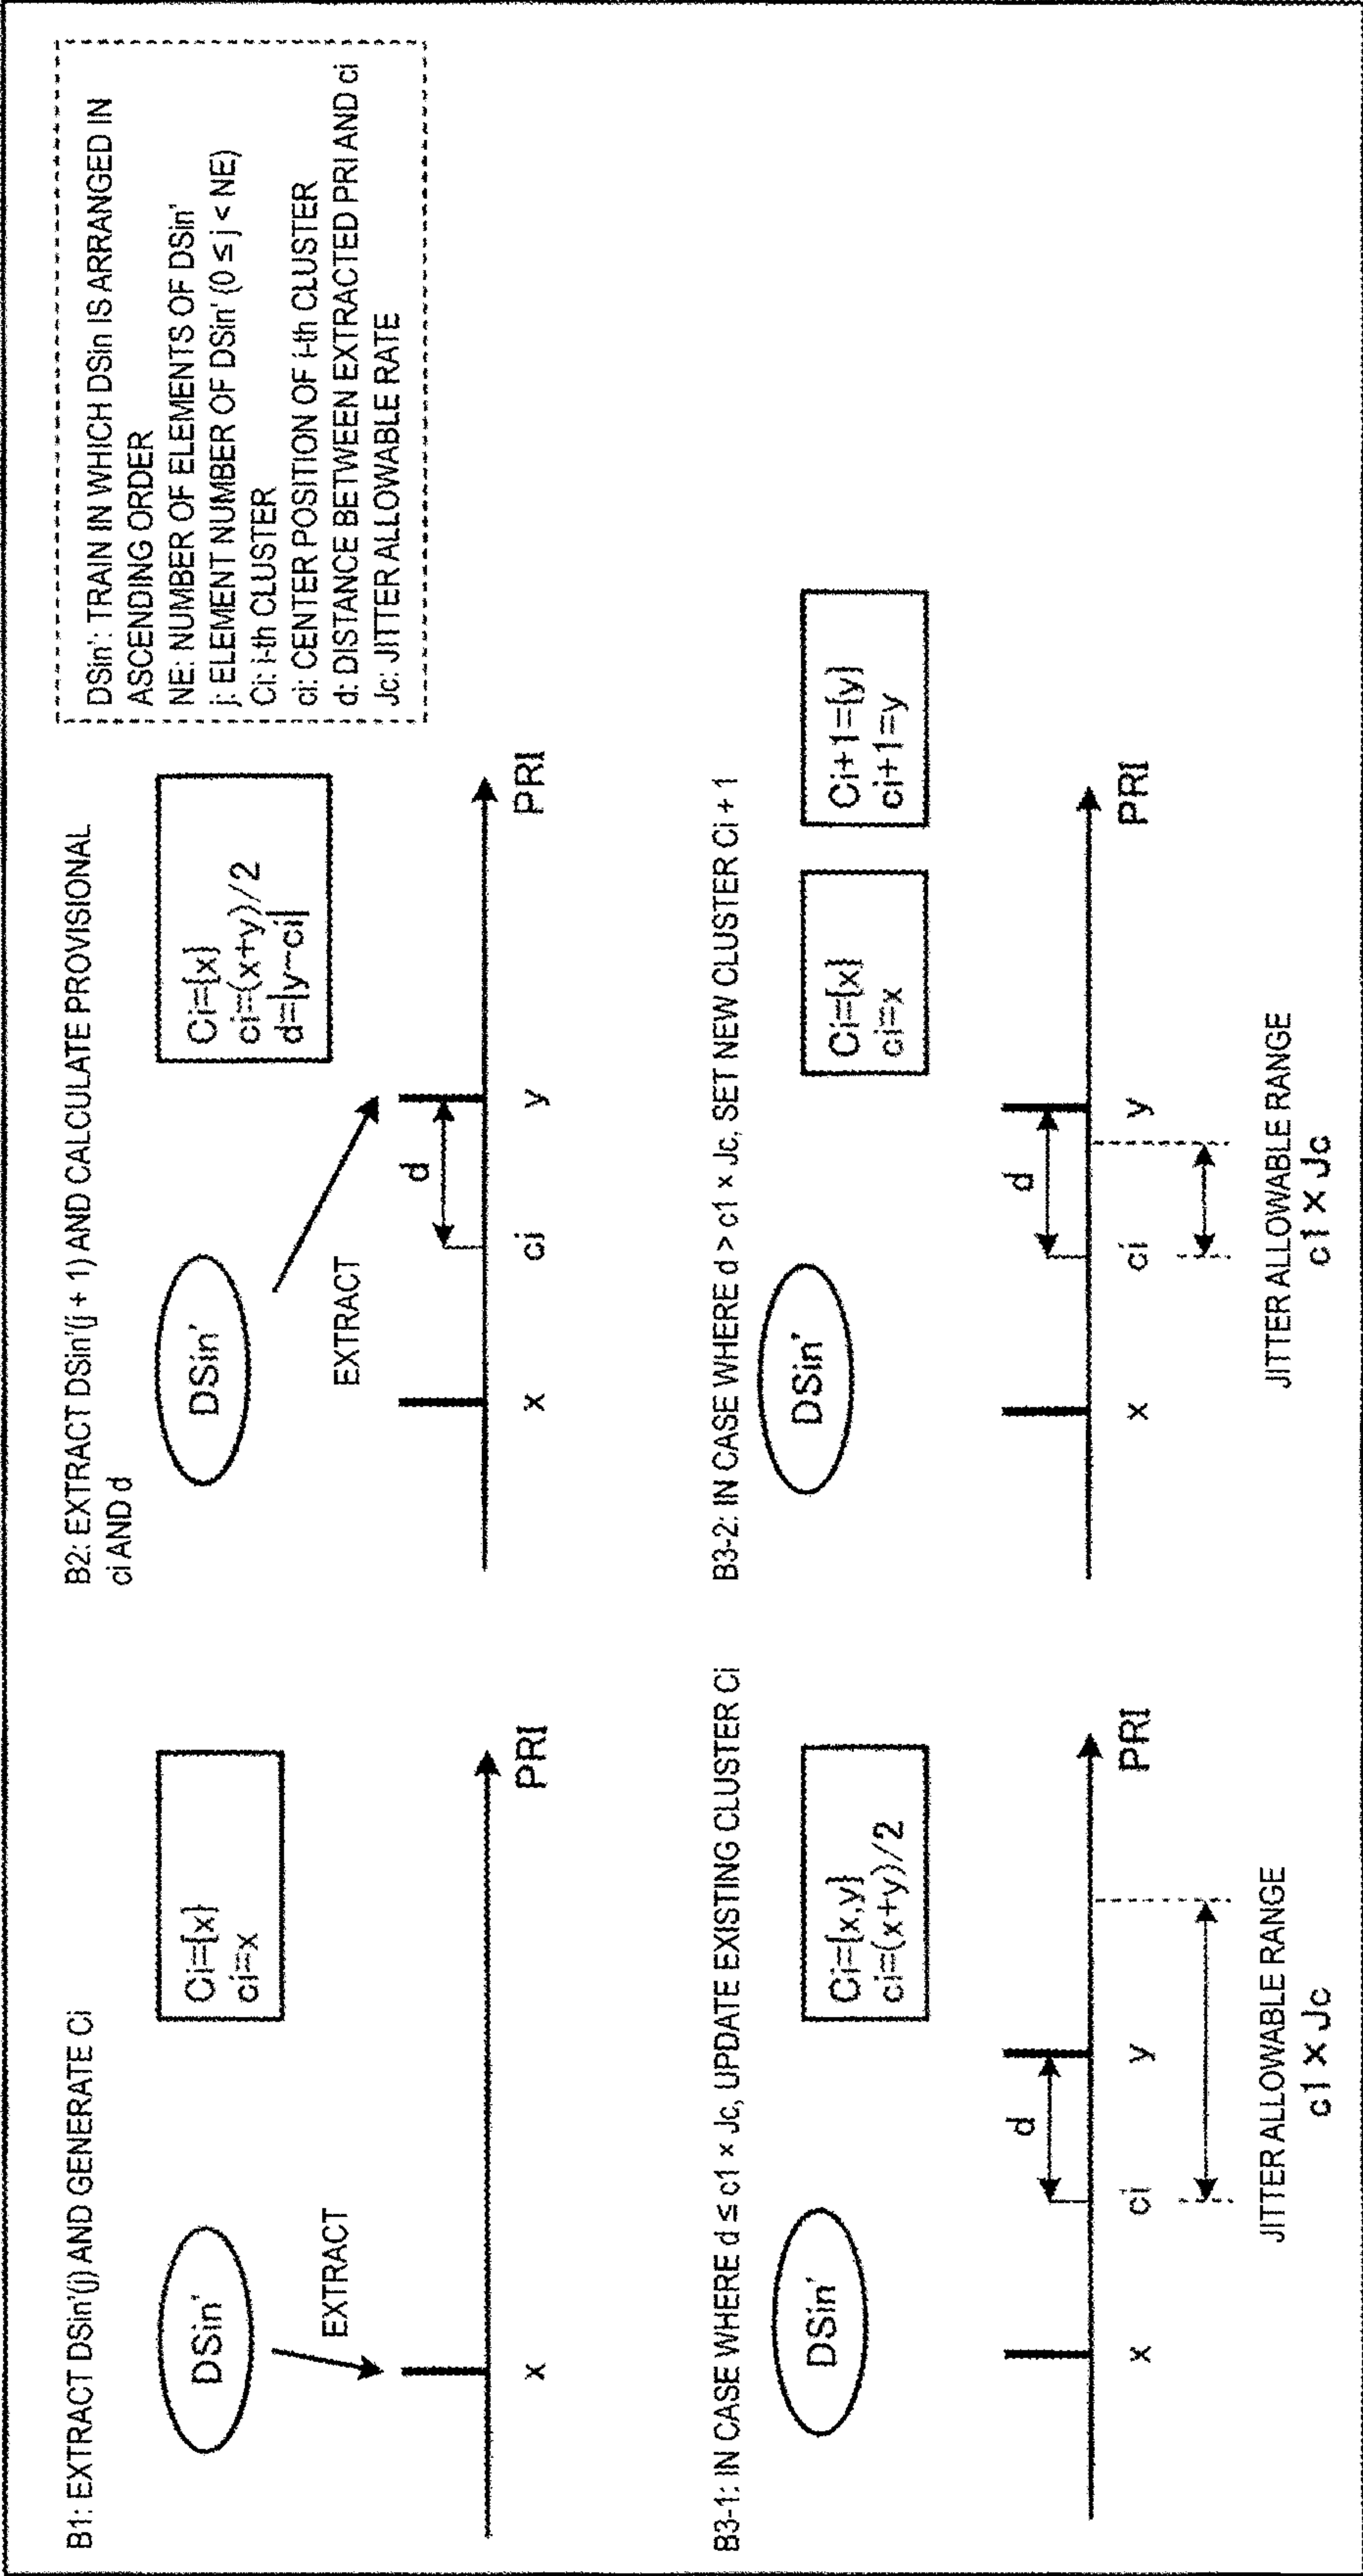 B1: EXTRACT DSin'(j) AND GENERATE Ci
DSin'
EXTRACT
Ci={x}
ci=x
x
PRI
B2: EXTRACT DSin'(j + 1) AND CALCULATE PROVISIONAL
ci AND d
DSin'
EXTRACT
Ci={x}
ci=(x+y)/2
d=|y-ci|
d
x
ci
y
PRI
DSin': TRAIN IN WHICH DSin IS ARRANGED IN
ASCENDING ORDER
NE: NUMBER OF ELEMENTS OF DSin'
j: ELEMENT NUMBER OF DSin' (0 ≤ j < NE)
Ci: i-th CLUSTER
ci: CENTER POSITION OF i-th CLUSTER
d: DISTANCE BETWEEN EXTRACTED PRI AND ci
Jc: JITTER ALLOWABLE RATE
B3-1: IN CASE WHERE d ≤ c1 × Jc, UPDATE EXISTING CLUSTER Ci
DSin'
Ci={x,y}
ci=(x+y)/2
d
x
ci
y
PRI
JITTER ALLOWABLE RANGE
c1 × Jc
B3-2: IN CASE WHERE d > c1 × Jc, SET NEW CLUSTER Ci + 1
DSin'
Ci={x}
ci=x
Ci+1={y}
ci+1=y
d
x
ci
y
PRI
JITTER ALLOWABLE RANGE
c1 × Jc